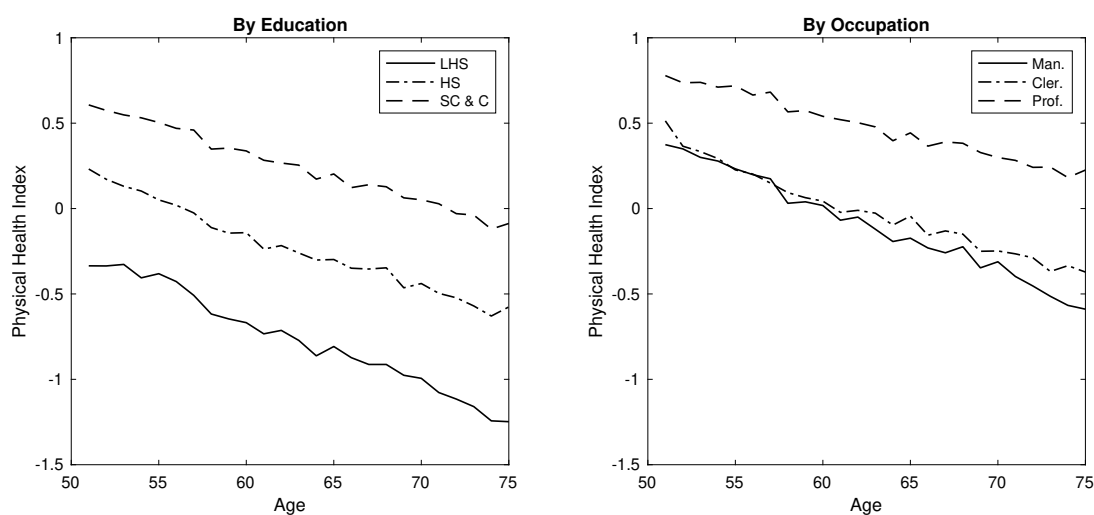 By Education
Physical Health Index
1
0.5
0
-0.5
-1
-1.5
50
55
60
65
70
75
Age
LHS
HS
SC & C
By Occupation
Physical Health Index
1
0.5
0
-0.5
-1
-1.5
50
55
60
65
70
75
Age
Man.
Cler.
Prof.